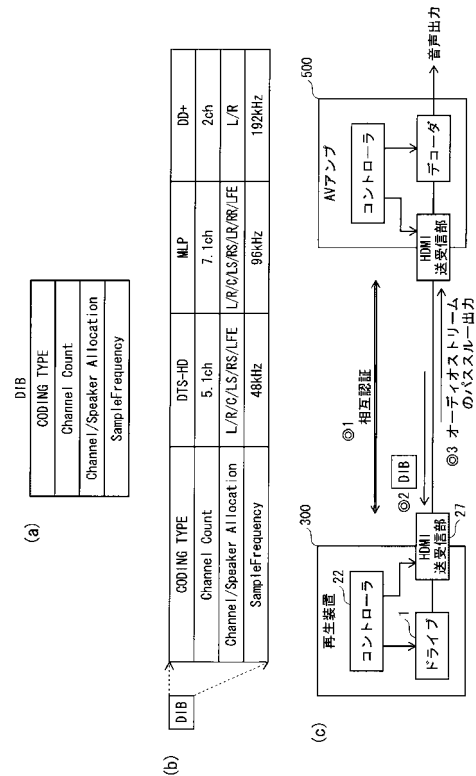 (a)
DIB
CODING TYPE
Channel Count
Channel/Speaker Allocation
SampleFrequency
(b)
DIB
CODING TYPE DTS-HD MLP DD+
Channel Count 5.1ch 7.1ch 2ch
Channel/Speaker Allocation L/R/C/LS/RS/LFE L/R/C/LS/RS/LR/RR/LFE L/R
SampleFrequency 48kHz 96kHz 192kHz
(c)
300
再生装置
22
コントローラ
1
ドライブ
HDMI
送受信部
27
◎1
相互認証
◎2 DIB
◎3 オーディオストリーム
のパススルー出力
500
AVアンプ
コントローラ
HDMI
送受信部
デコーダ
音声出力